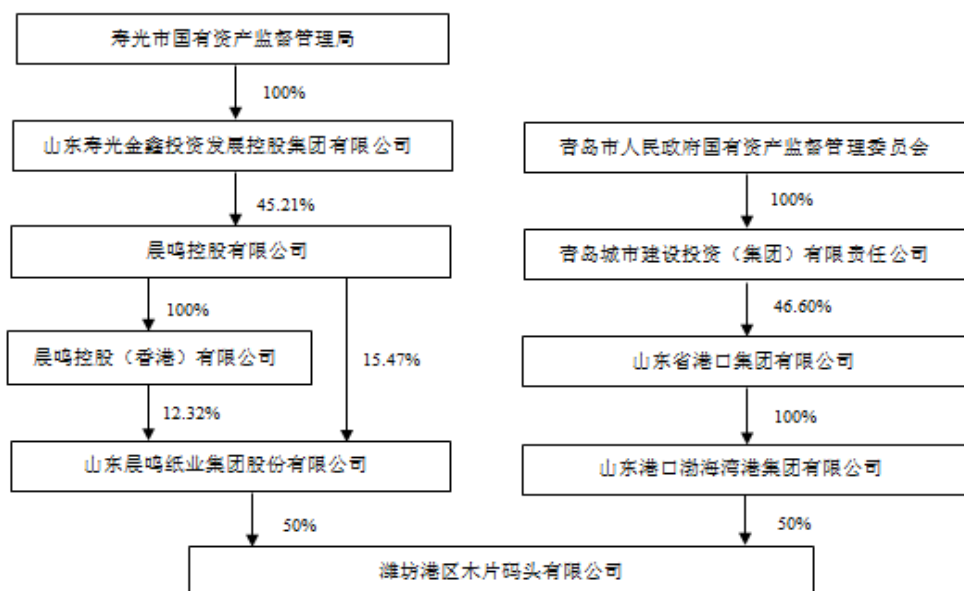 寿光市国有资产监督管理局
100%
山东寿光金鑫投资发展控股集团有限公司
45.21%
晨鸣控股有限公司
100%
15.47%
晨鸣控股（香港）有限公司
12.32%
山东晨鸣纸业集团股份有限公司
50%
青岛市人民政府国有资产监督管理委员会
100%
青岛城市建设投资（集团）有限责任公司
46.60%
山东省港口集团有限公司
100%
山东港口渤海湾港集团有限公司
50%
潍坊港区木片码头有限公司